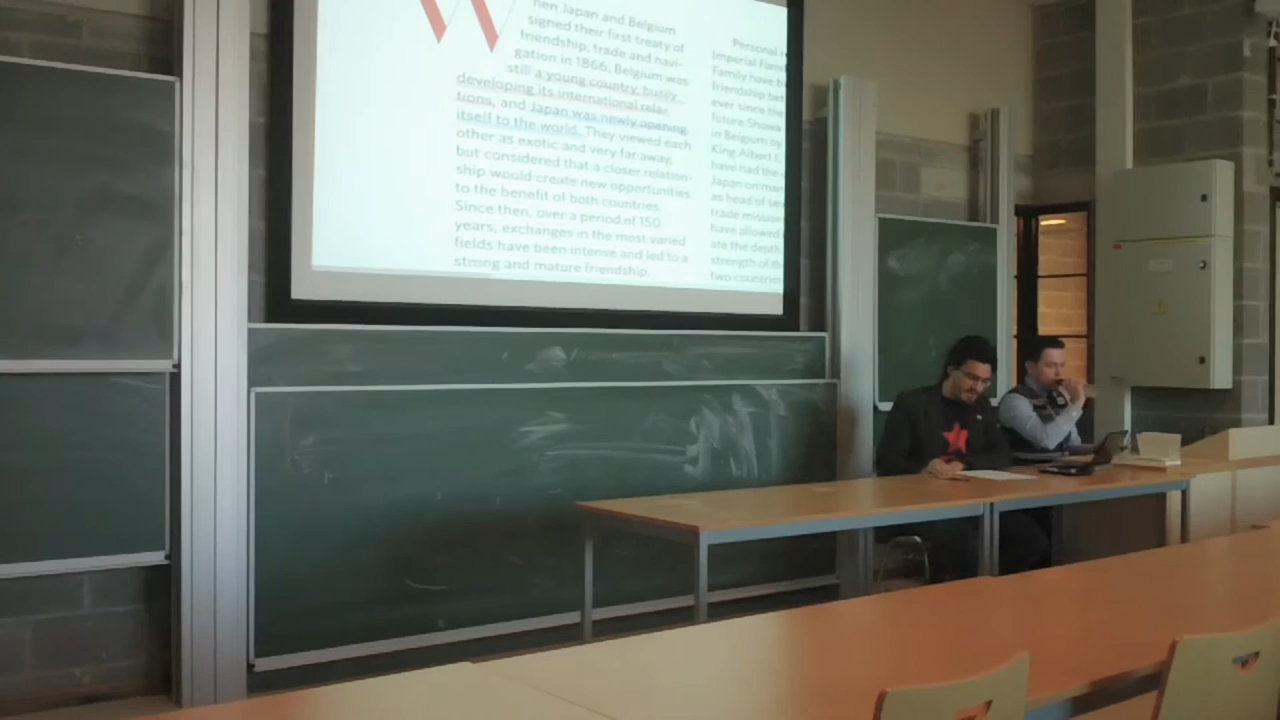 W
hen Japan and Belgium
signed their first treaty of
friendship, trade and navi-
gation in 1866, Belgium was
still a young country, busily
developing its international rela-
tions, and Japan was newly opening
itself to the world. They viewed each
other as exotic and very far away,
but considered that a closer relation-
ship would create new opportunities
to the benefit of both countries.
Since then, over a period of 150
years, exchanges in the most varied
fields have been intense and led to a
strong and mature friendship.
Personal
Imperial
Family have
friendship
ever since the
future Showa
in Belgium by
King Albert I;
have had the
Japan on
as head of
trade mission
have allowed
ate the depth
strength of
two countries